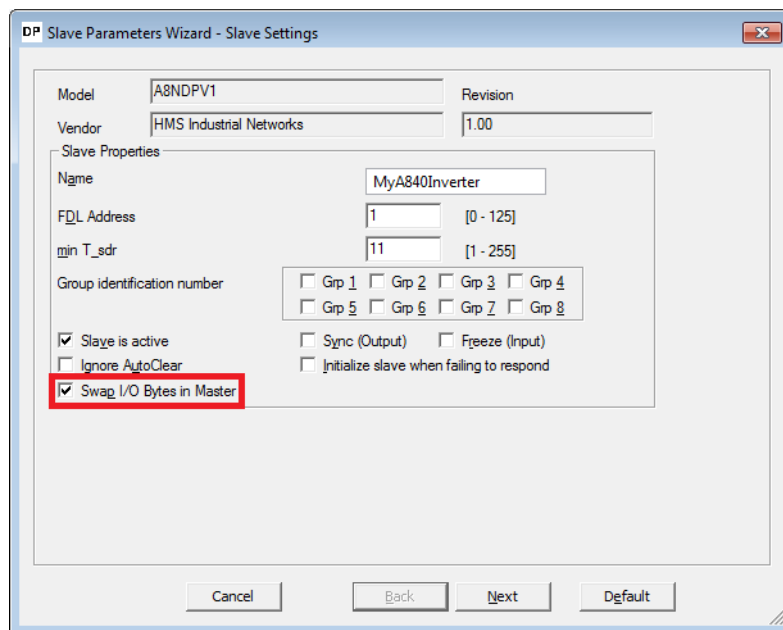 DP Slave Parameters Wizard - Slave Settings
Model A8NDPV1 Revision
Vendor HMS Industrial Networks 1.00
Slave Properties
Name MyA840Inverter
FDL Address 1 [0 - 125]
min T_sdr 11 [1 - 255]
Group identification number Grp 1 Grp 2 Grp 3 Grp 4
Grp 5 Grp 6 Grp 7 Grp 8
Slave is active Sync (Output) Freeze (Input)
Ignore AutoClear Initialize slave when failing to respond
Swap I/O Bytes in Master
Cancel Back Next Default